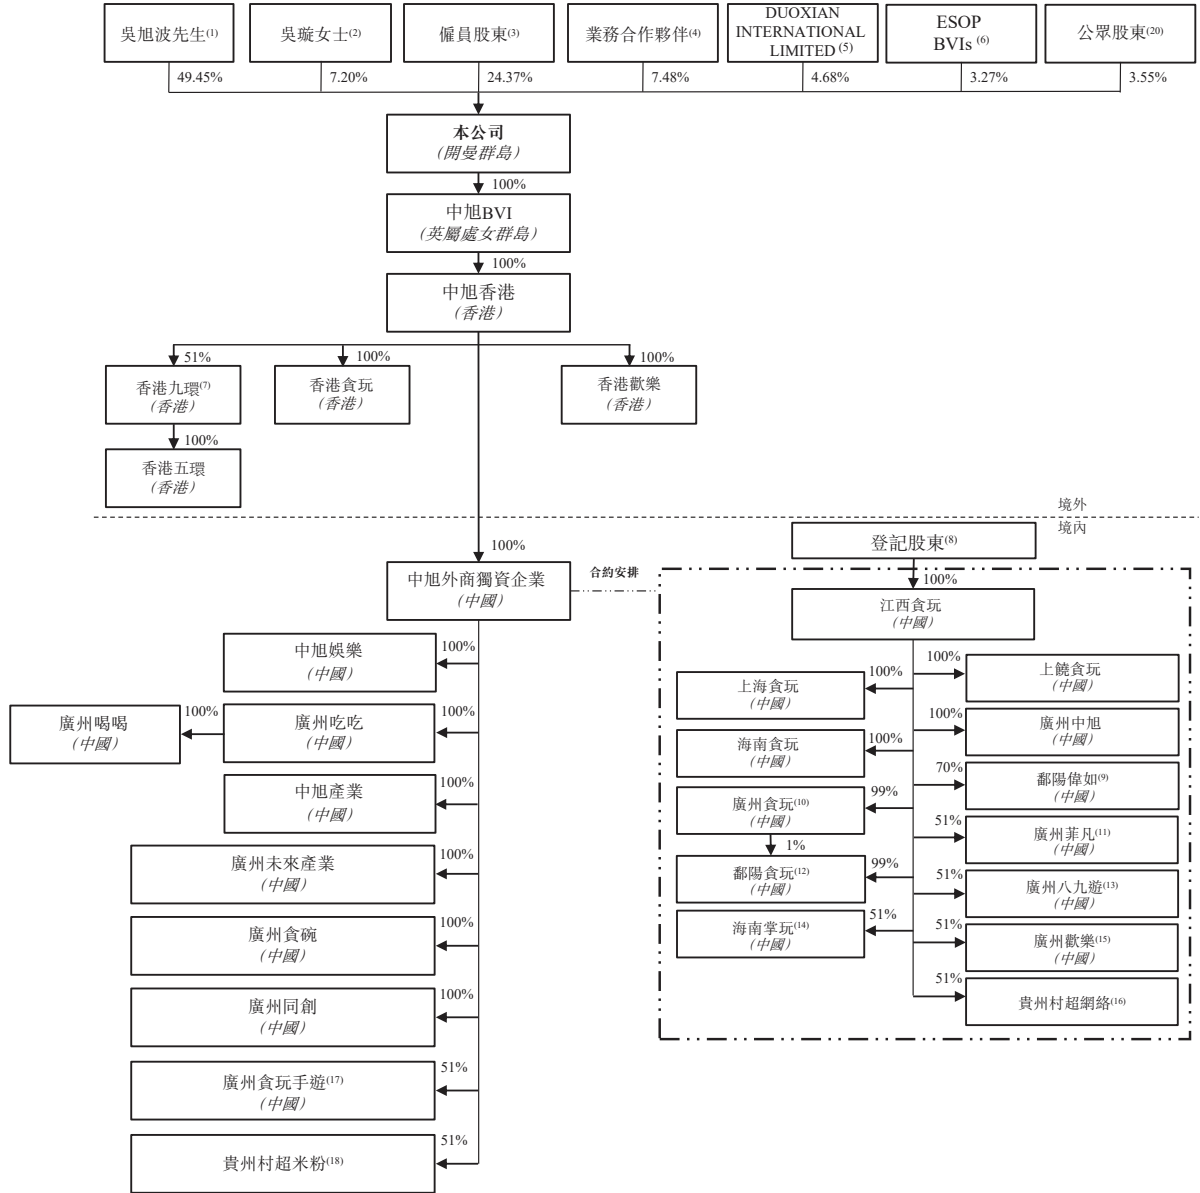 吳旭波先生(1)
吳璇女士(2)
僱員股東(3)
業務合作夥伴(4)
DUOXIAN
INTERNATIONAL
LIMITED (5)
ESOP
BVIs (6)
公眾股東(20)
49.45%
7.20%
24.37%
7.48%
4.68%
3.27%
3.55%
本公司
（開曼群島）
100%
中旭BVI
（英屬處女群島）
100%
中旭香港
（香港）
51%
100%
100%
香港九環(7)
（香港）
香港貪玩
（香港）
香港歡樂
（香港）
100%
香港五環
（香港）
境外
境內
100%
中旭外商獨資企業
（中國）
合約安排
登記股東(8)
100%
江西貪玩
（中國）
100%
中旭娛樂
（中國）
100%
廣州吃吃
（中國）
100%
廣州喝喝
（中國）
100%
中旭產業
（中國）
100%
廣州未來產業
（中國）
100%
廣州貪碗
（中國）
100%
廣州同創
（中國）
51%
廣州貪玩手遊(17)
（中國）
51%
貴州村超米粉(18)
100%
上海貪玩
（中國）
100%
海南貪玩
（中國）
99%
廣州貪玩(10)
（中國）
1%
99%
鄱陽貪玩(12)
（中國）
51%
海南掌玩(14)
（中國）
100%
上饒貪玩
（中國）
100%
廣州中旭
（中國）
70%
鄱陽偉如(9)
（中國）
51%
廣州菲凡(11)
（中國）
51%
廣州八九遊(13)
（中國）
51%
廣州歡樂(15)
（中國）
51%
貴州村超網絡(16)